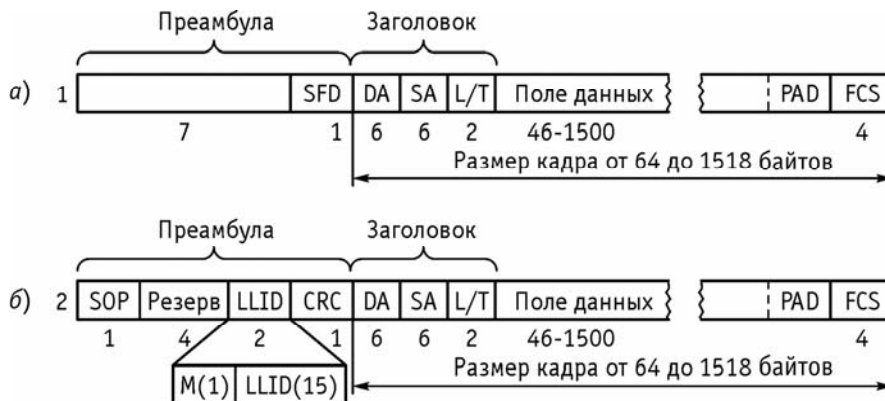 Преамбула Заголовок
а) 1 SFD DA SA L/T Поле данных PAD FCS
7 1 6 6 2 46-1500 4
Размер кадра от 64 до 1518 байтов
Преамбула Заголовок
б) 2 SOP Резерв LLID CRC DA SA L/T Поле данных PAD FCS
1 4 2 1 6 6 2 46-1500 4
Размер кадра от 64 до 1518 байтов
M(1) LLID(15)